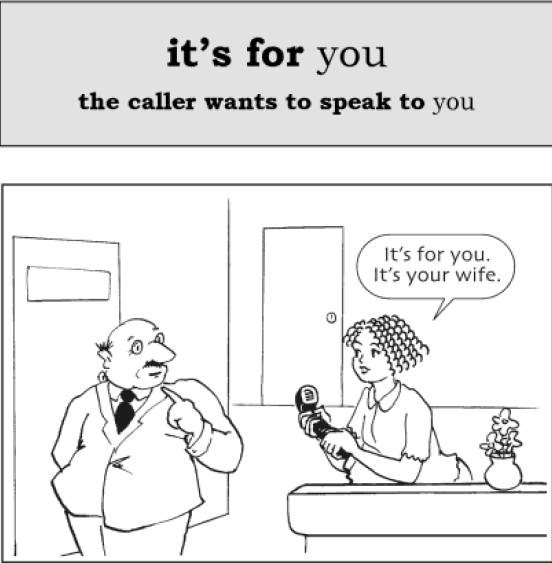 it's for you
the caller wants to speak to you
It's for you.
It's your wife.